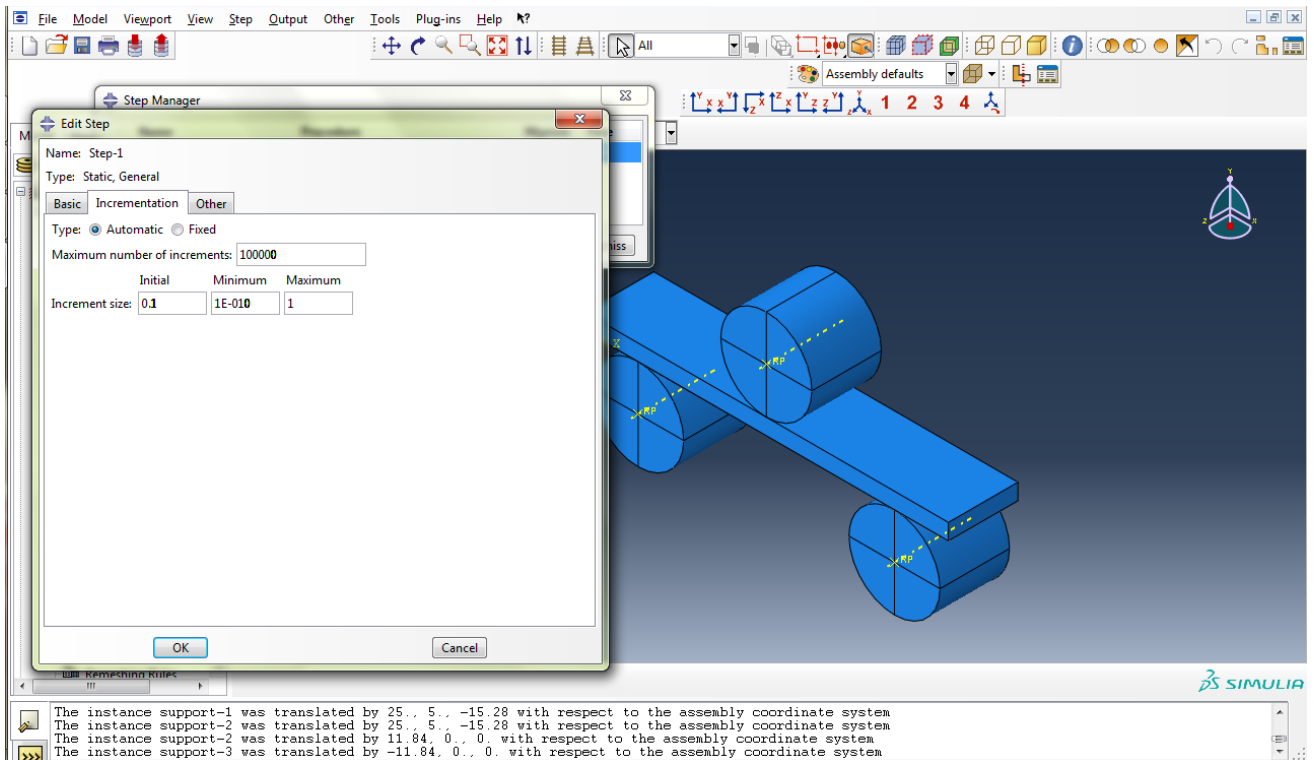 File Model Viewport View Step Output Other Tools Plug-ins Help
All
Assembly defaults
1 2 3 4
Step Manager
Edit Step
Name: Step-1
Type: Static, General
Basic Incrementation Other
Type: Automatic Fixed
Maximum number of increments: 100000
Initial Minimum Maximum
Increment size: 0.1 1E-010 1
OK Cancel
Remeshing Rules
X
RP
RP
RP
Y
Z X
SIMULIA
The instance support-1 was translated by 25., 5., -15.28 with respect to the assembly coordinate system
The instance support-2 was translated by 25., 5., -15.28 with respect to the assembly coordinate system
The instance support-2 was translated by 11.84, 0., 0. with respect to the assembly coordinate system
The instance support-3 was translated by -11.84, 0., 0. with respect to the assembly coordinate system